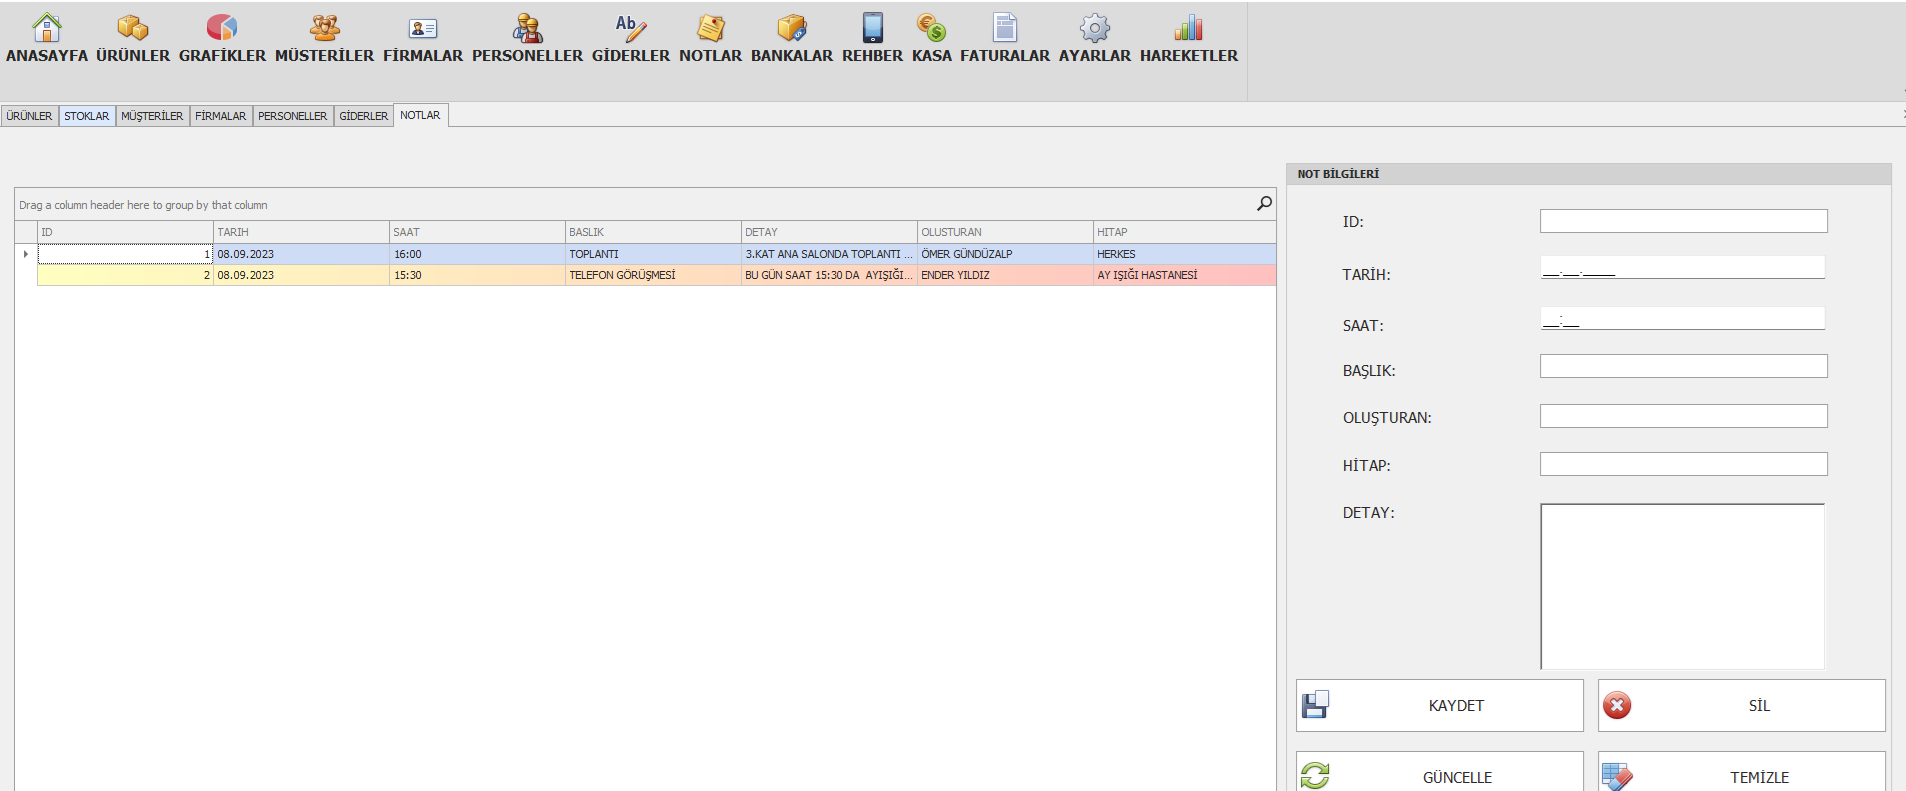 Ab
ANASAYFA ÜRÜNLER GRAFİKLER MÜSTERİLER FİRMALAR PERSONELLER GİDERLER NOTLAR BANKALAR REHBER KASA FATURALAR AYARLAR HAREKETLER
ÜRÜNLER STOKLAR MÜŞTERİLER FİRMALAR PERSONELLER GİDERLER NOTLAR
Drag a column header here to group by that column
ID TARIH SAAT BASLIK DETAY OLUSTURAN HITAP
1 08.09.2023 16:00 TOPLANTI 3.KAT ANA SALONDA TOPLANTI ... ÖMER GÜNDÜZALP HERKES
2 08.09.2023 15:30 TELEFON GÖRÜŞMESİ BU GÜN SAAT 15:30 DA AYIŞIĞI... ENDER YILDIZ AY IŞIĞI HASTANESİ
NOT BİLGİLERİ
ID:
TARİH: __.__.____
SAAT: __:__
BAŞLIK:
OLUŞTURAN:
HİTAP:
DETAY:
KAYDET SİL
GÜNCELLE TEMİZLE